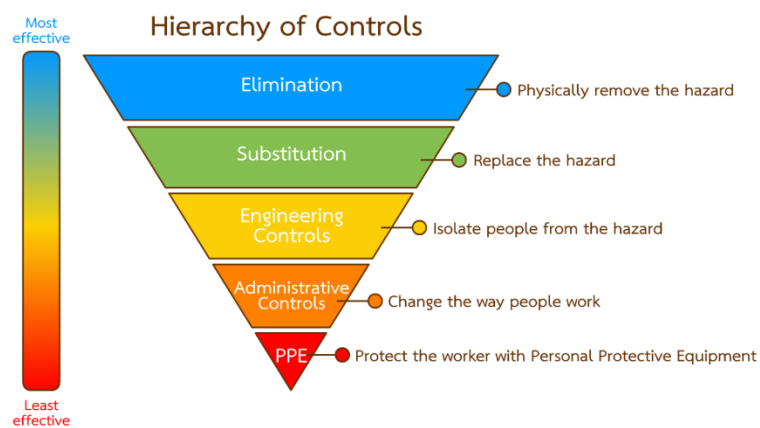 Most
effective
Hierarchy of Controls
Elimination
Physically remove the hazard
Substitution
Replace the hazard
Engineering
Controls
Isolate people from the hazard
Administrative
Controls
Change the way people work
PPE
Protect the worker with Personal Protective Equipment
Least
effective